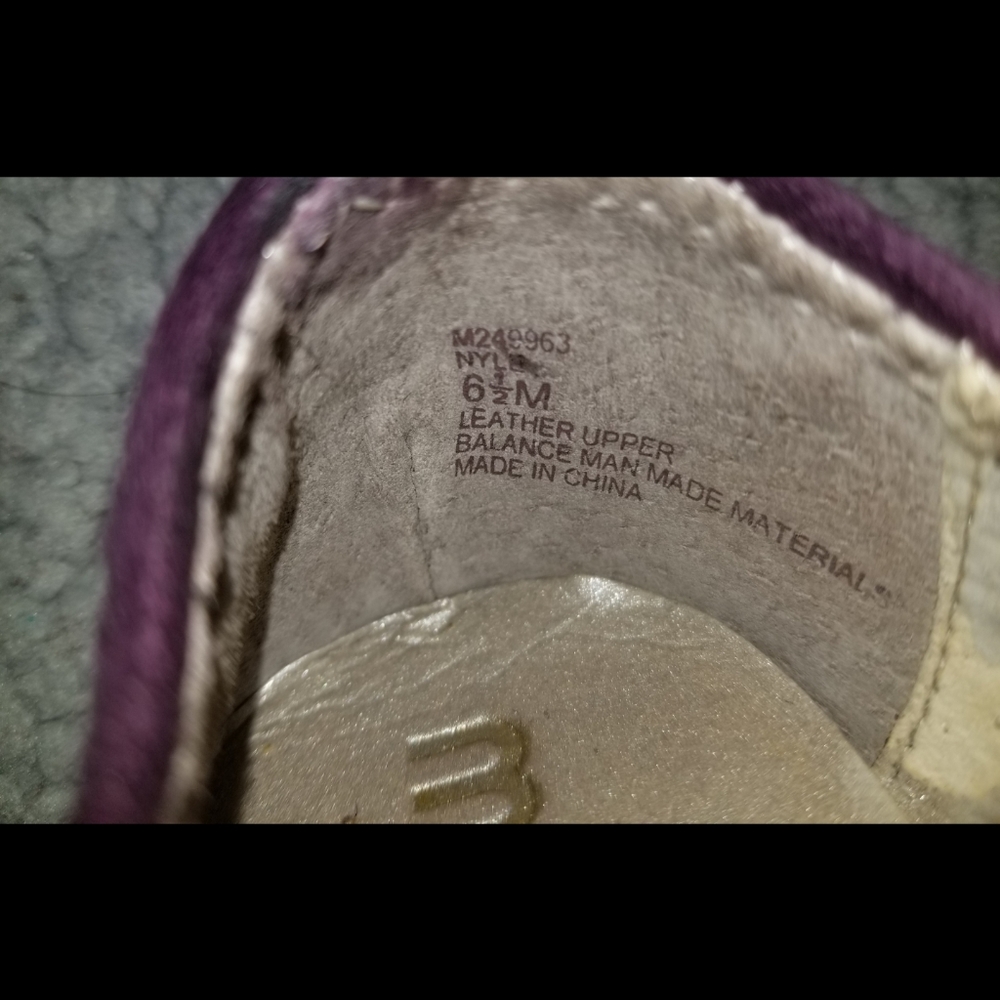 M249963
6½M
LEATHER UPPER
BALANCE MAN MADE MATERIAL
MADE IN CHINA